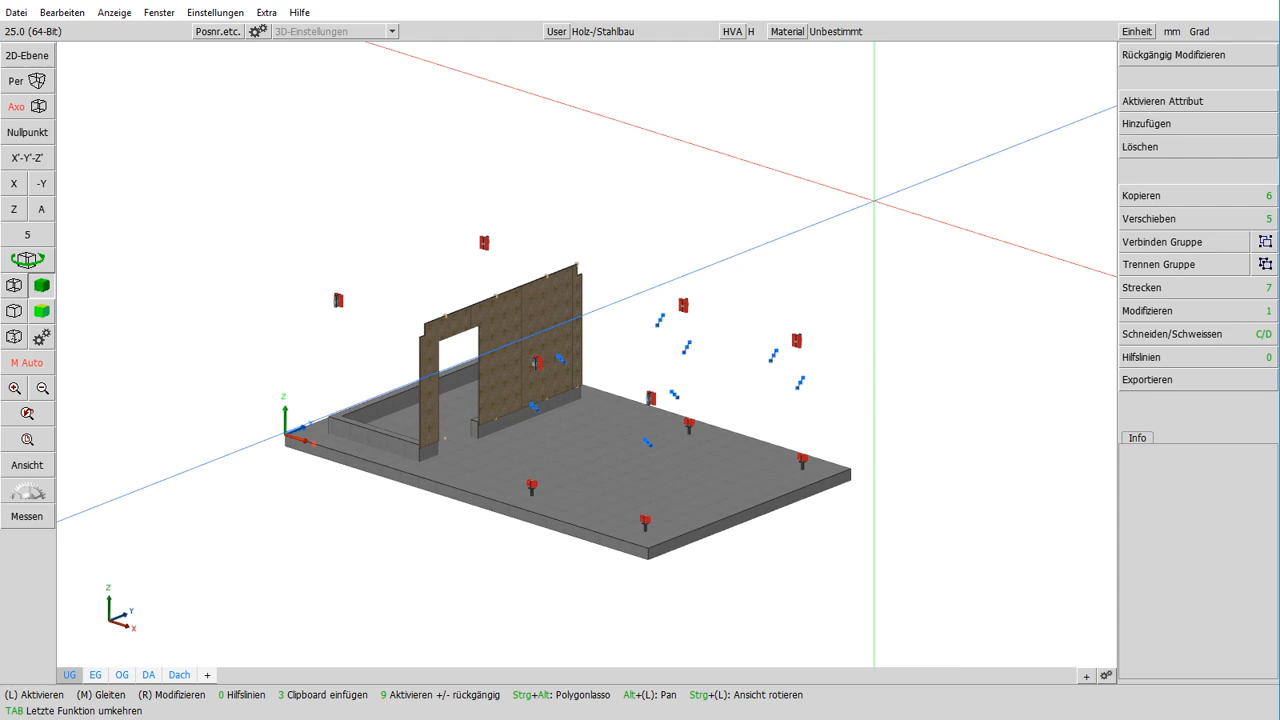 Datei Bearbeiten Anzeige Fenster Einstellungen Extra Hilfe
25.0 (64-Bit) Posnr.etc. 3D-Einstellungen User Holz-/Stahlbau HVA H Material Unbestimmt Einheit mm Grad
2D-Ebene
Per
Axo
Nullpunkt
X'-Y'-Z'
X -Y
Z A
5
M Auto
Ansicht
Messen
Z
X
Z
Y
X
Rückgängig Modifizieren
Aktivieren Attribut
Hinzufügen
Löschen
Kopieren 6
Verschieben 5
Verbinden Gruppe
Trennen Gruppe
Strecken 7
Modifizieren 1
Schneiden/Schweissen C/D
Hilfslinien 0
Exportieren
Info
UG EG OG DA Dach + +
(L) Aktivieren (M) Gleiten (R) Modifizieren 0 Hilfslinien 3 Clipboard einfügen 9 Aktivieren +/- rückgängig Strg+Alt: Polygonlasso Alt+(L): Pan Strg+(L): Ansicht rotieren
TAB Letzte Funktion umkehren